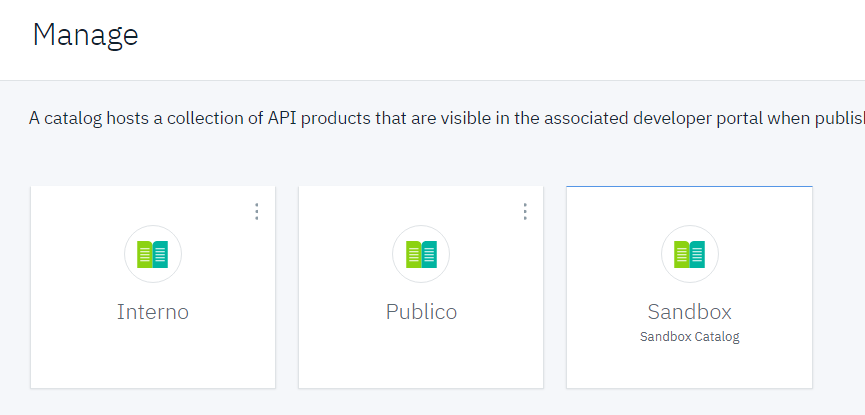 Manage
A catalog hosts a collection of API products that are visible in the associated developer portal when
Interno
Publico
Sandbox
Sandbox Catalog